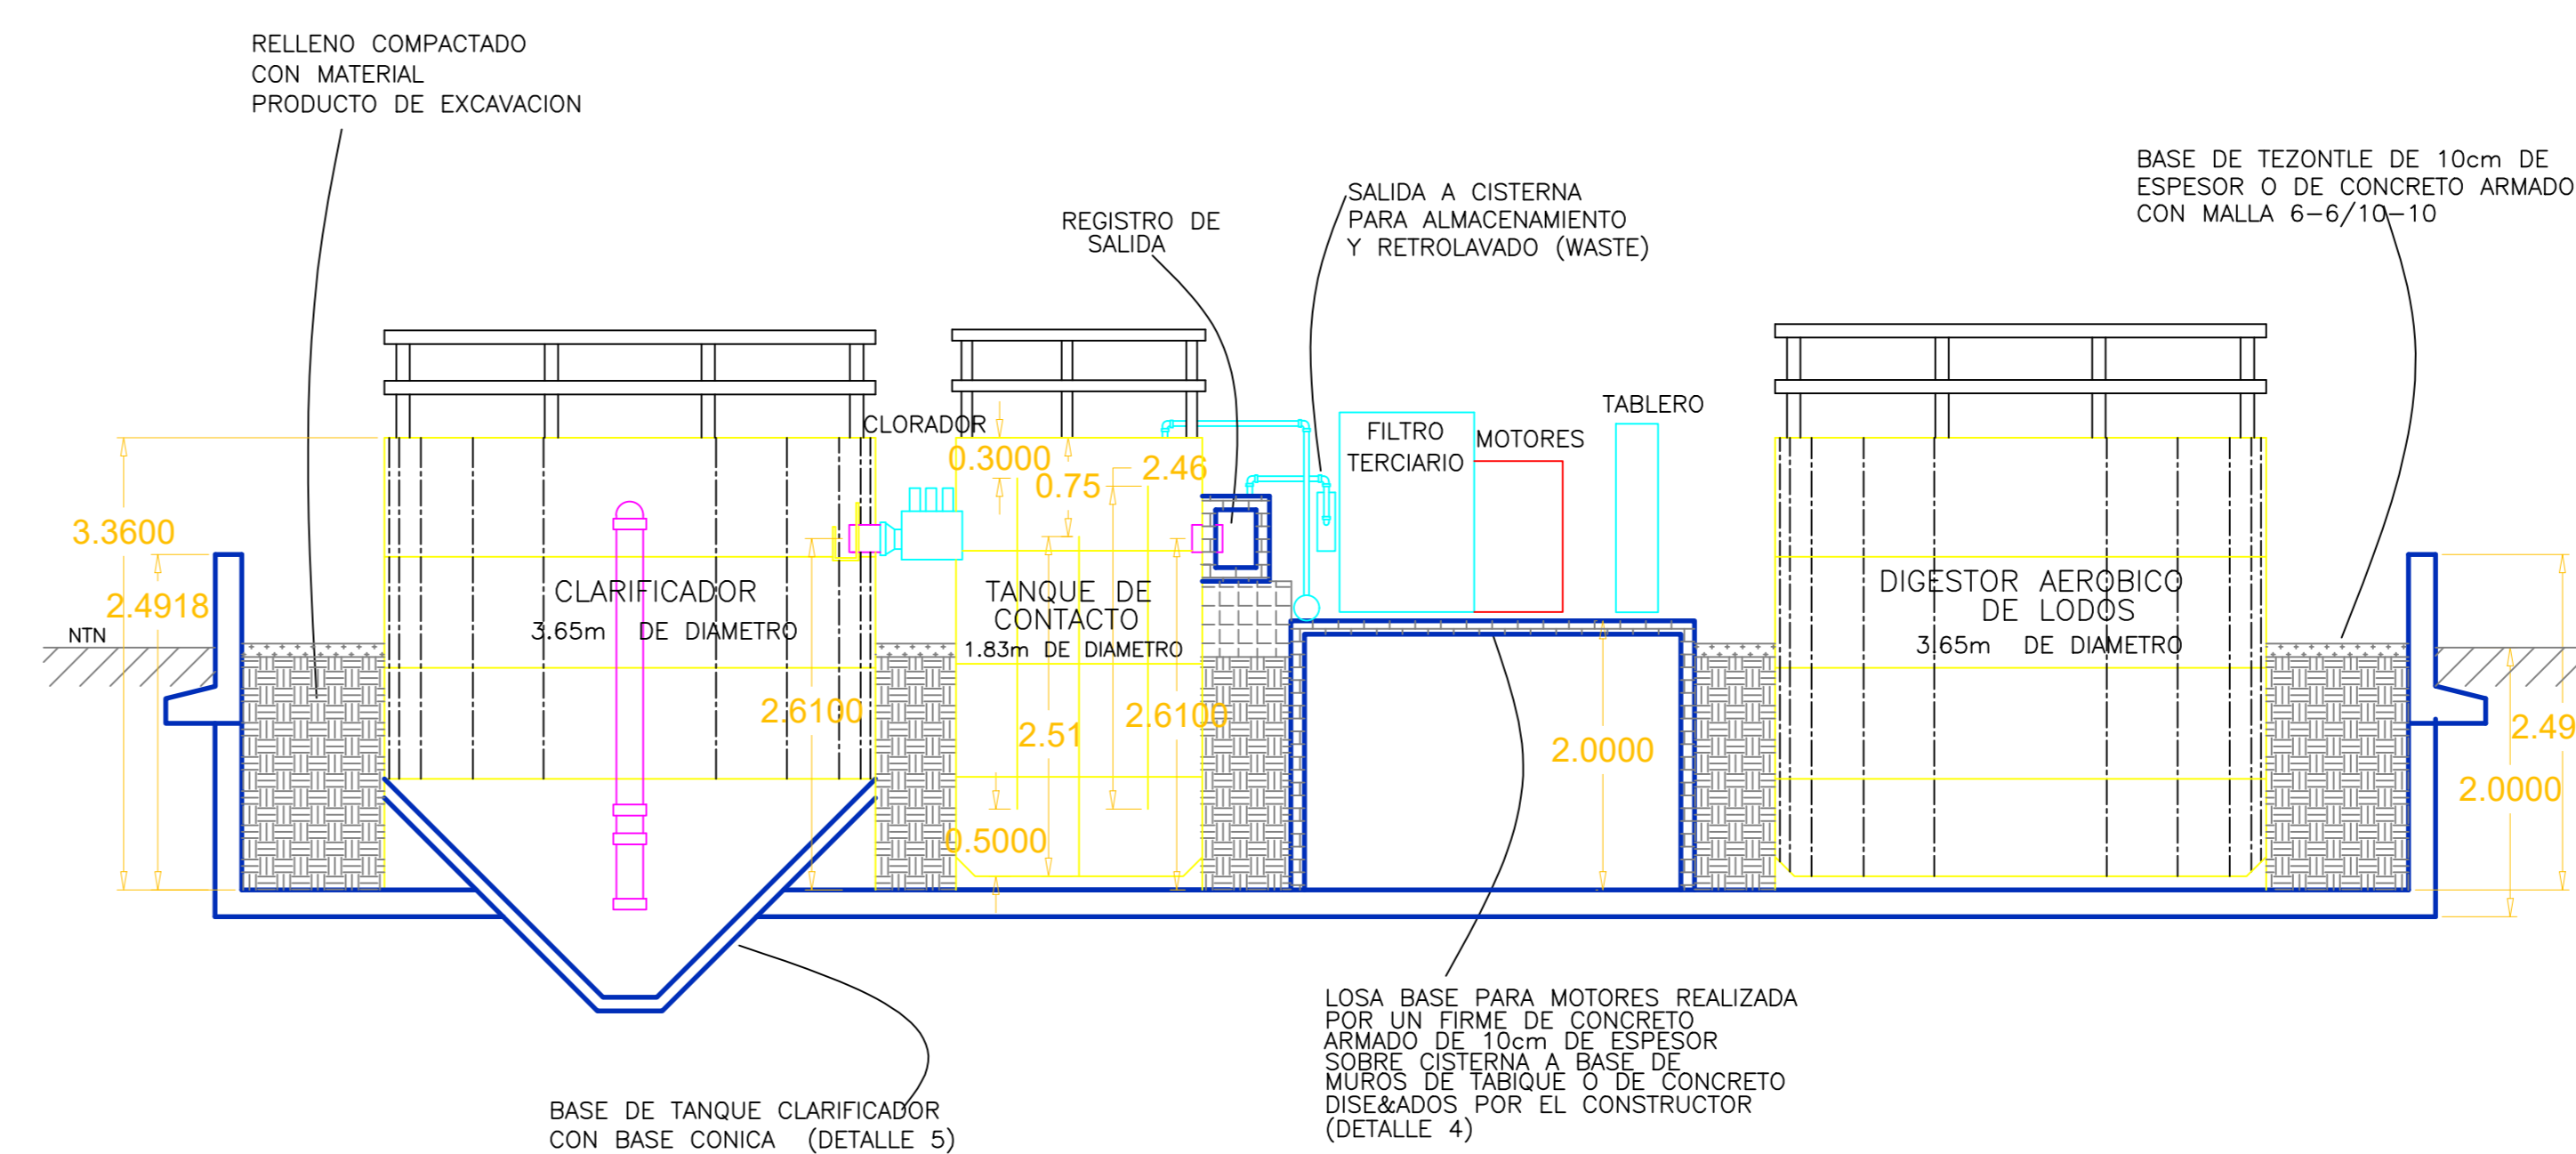 RELLENO COMPACTADO
CON MATERIAL
PRODUCTO DE EXCAVACION
BASE DE TEZONTLE DE 10cm DE
ESPESOR O DE CONCRETO ARMADO
CON MALLA 6-6/10-10
SALIDA A CISTERNA
PARA ALMACENAMIENTO
Y RETROLAVADO (WASTE)
REGISTRO DE
SALIDA
CLORADOR
TABLERO
FILTRO
TERCIARIO
MOTORES
0.3000
0.75
2.46
3.3600
2.4918
NTN
CLARIFICADOR
3.65m DE DIAMETRO
TANQUE DE
CONTACTO
1.83m DE DIAMETRO
DIGESTOR AEROBICO
DE LODOS
3.65m DE DIAMETRO
2.6100
2.51
2.6100
2.0000
2.49
2.0000
0.5000
LOSA BASE PARA MOTORES REALIZADA
POR UN FIRME DE CONCRETO
ARMADO DE 10cm DE ESPESOR
SOBRE CISTERNA A BASE DE
MUROS DE TABIQUE O DE CONCRETO
DISE&ADOS POR EL CONSTRUCTOR
(DETALLE 4)
BASE DE TANQUE CLARIFICADOR
CON BASE CONICA (DETALLE 5)